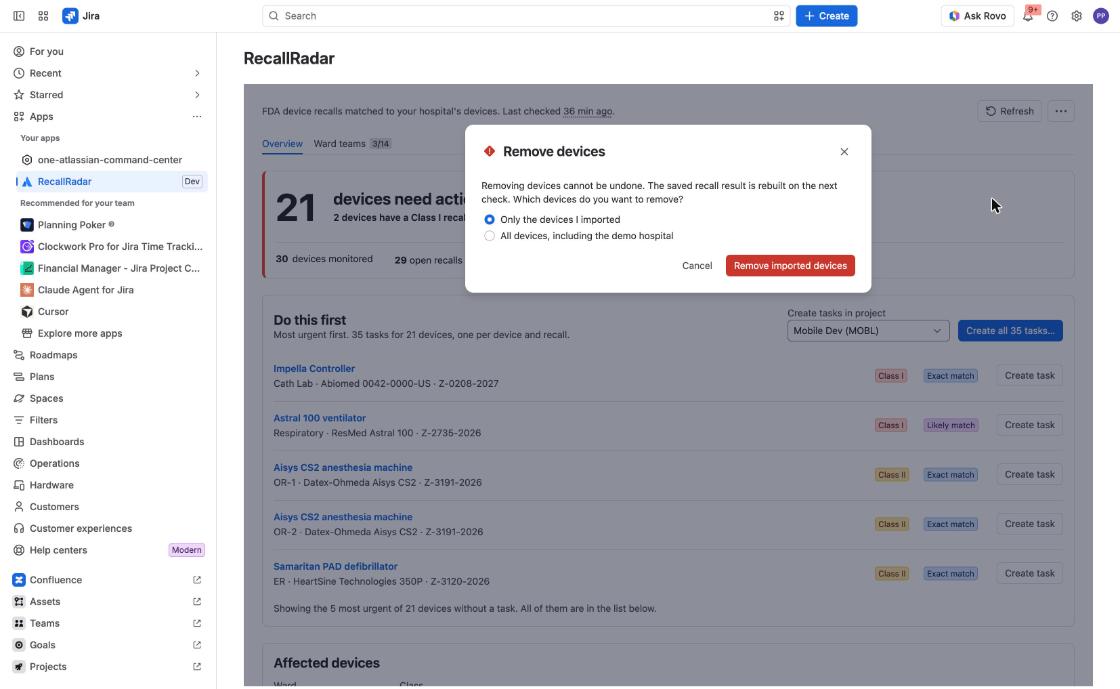 Jira
Search
Create
Ask Rovo
9+
PP
For you
Recent
Starred
Apps
Your apps
one-atlassian-command-center
RecallRadar
Dev
Recommended for your team
Planning Poker ®
Clockwork Pro for Jira Time Tracki...
Financial Manager - Jira Project C...
Claude Agent for Jira
Cursor
Explore more apps
Roadmaps
Plans
Spaces
Filters
Dashboards
Operations
Hardware
Customers
Customer experiences
Help centers
Modern
Confluence
Assets
Teams
Goals
Projects
RecallRadar
FDA device recalls matched to your hospital's devices. Last checked 36 min ago.
Refresh
Overview
Ward teams 3/14
21
devices need acti
2 devices have a Class I recal
30 devices monitored
29 open recalls
Remove devices
Removing devices cannot be undone. The saved recall result is rebuilt on the next
check. Which devices do you want to remove?
Only the devices I imported
All devices, including the demo hospital
Cancel
Remove imported devices
Do this first
Most urgent first. 35 tasks for 21 devices, one per device and recall.
Create tasks in project
Mobile Dev (MOBL)
Create all 35 tasks...
Impella Controller
Cath Lab · Abiomed 0042-0000-US · Z-0208-2027
Class I
Exact match
Create task
Astral 100 ventilator
Respiratory · ResMed Astral 100 · Z-2735-2026
Class I
Likely match
Create task
Aisys CS2 anesthesia machine
OR-1 · Datex-Ohmeda Aisys CS2 · Z-3191-2026
Class II
Exact match
Create task
Aisys CS2 anesthesia machine
OR-2 · Datex-Ohmeda Aisys CS2 · Z-3191-2026
Class II
Exact match
Create task
Samaritan PAD defibrillator
ER · HeartSine Technologies 350P · Z-3120-2026
Class II
Exact match
Create task
Showing the 5 most urgent of 21 devices without a task. All of them are in the list below.
Affected devices
Ward
Class